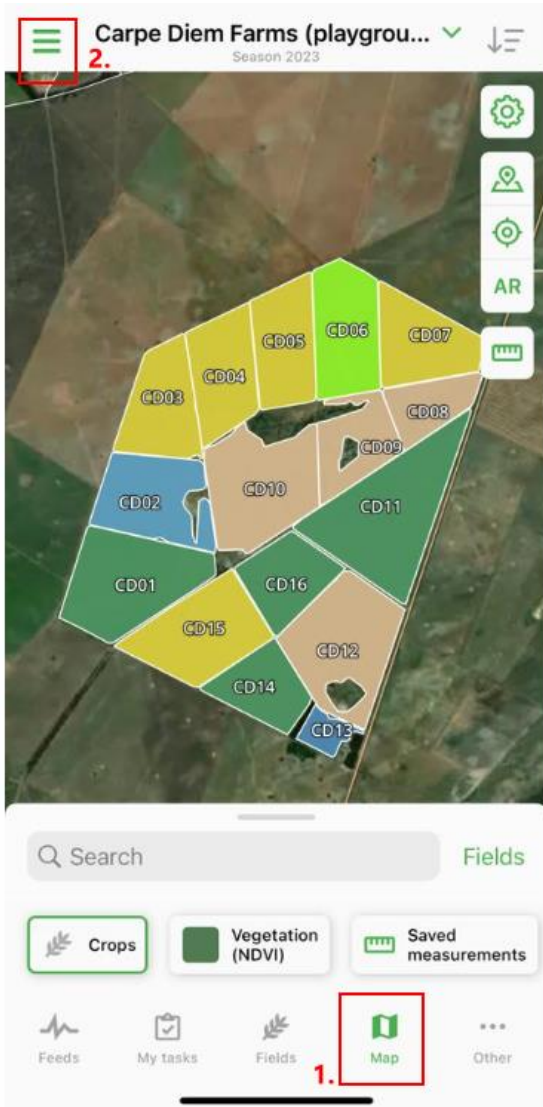 Carpe Diem Farms (playgrou...
2.
Season 2023
AR
CD06
CD05
CD07
CD04
CD03
CD08
CD09
CD10
CD02
CD11
CD01
CD16
CD15
CD12
CD14
CD13
Search
Fields
Crops
Vegetation
(NDVI)
Saved
measurements
Feeds
My tasks
Fields
1.
Map
Other